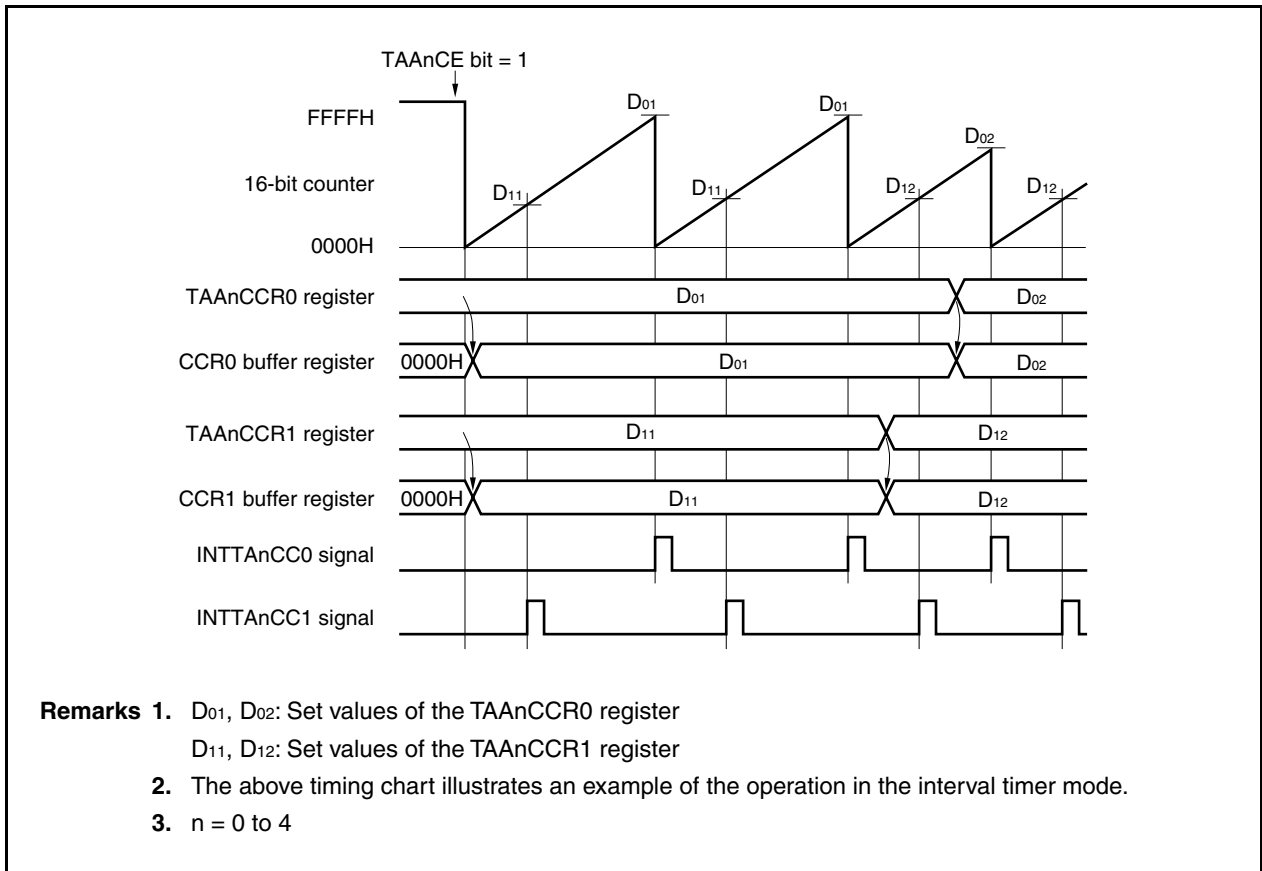 TAAnCE bit = 1
FFFFH
D01 D01 D02
16-bit counter
D11 D11 D12 D12
0000H
TAAnCCR0 register D01 D02
CCR0 buffer register 0000H D01 D02
TAAnCCR1 register D11 D12
CCR1 buffer register 0000H D11 D12
INTTAnCC0 signal
INTTAnCC1 signal
Remarks 1. D01, D02: Set values of the TAAnCCR0 register
D11, D12: Set values of the TAAnCCR1 register
2. The above timing chart illustrates an example of the operation in the interval timer mode.
3. n = 0 to 4